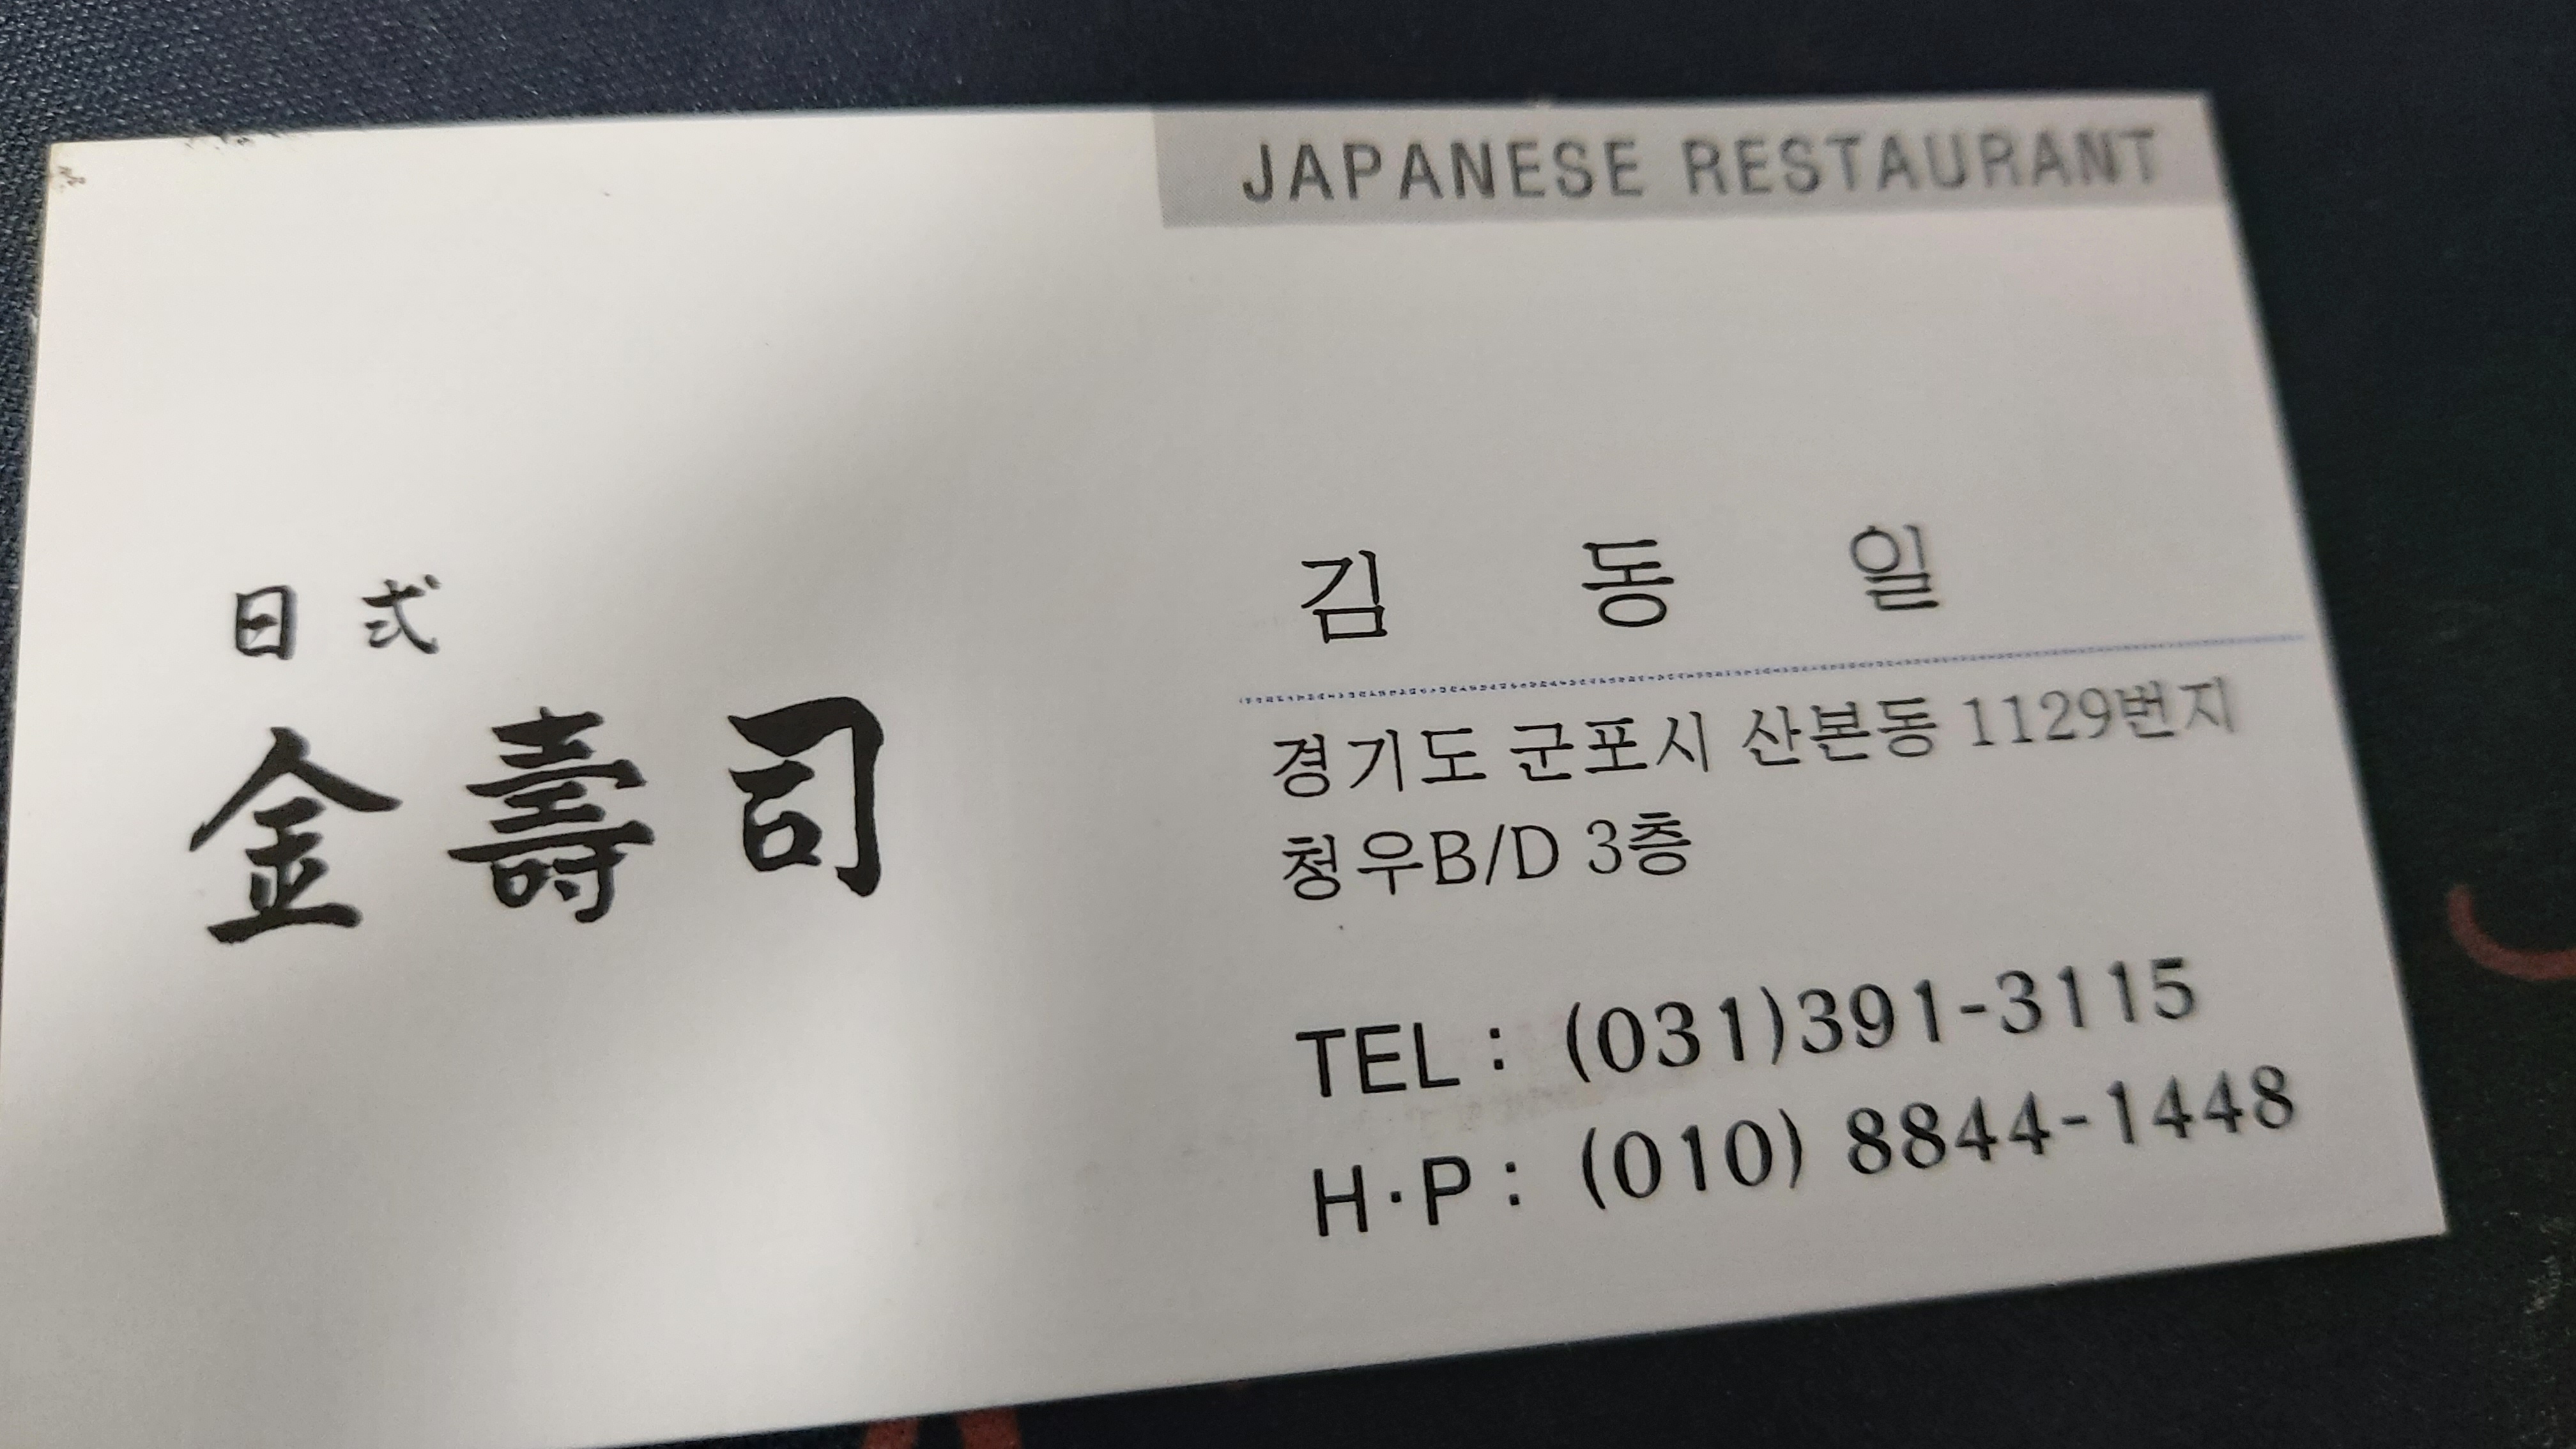 JAPANESE RESTAURANT
日式
金壽司
김동일
경기도 군포시 산본동 1129번지
청우B/D 3층
TEL : (031)391-3115
H·P : (010) 8844-1448